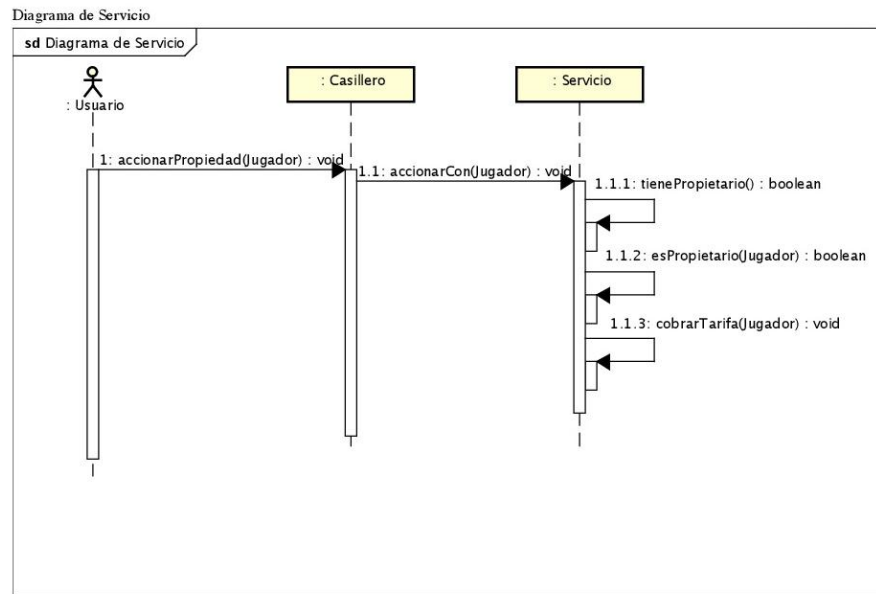 Diagrama de Servicio
sd Diagrama de Servicio
: Usuario
: Casillero
: Servicio
1: accionarPropiedad(Jugador) : void
1.1: accionarCon(Jugador) : void
1.1.1: tienePropietario() : boolean
1.1.2: esPropietario(Jugador) : boolean
1.1.3: cobrarTarifa(Jugador) : void